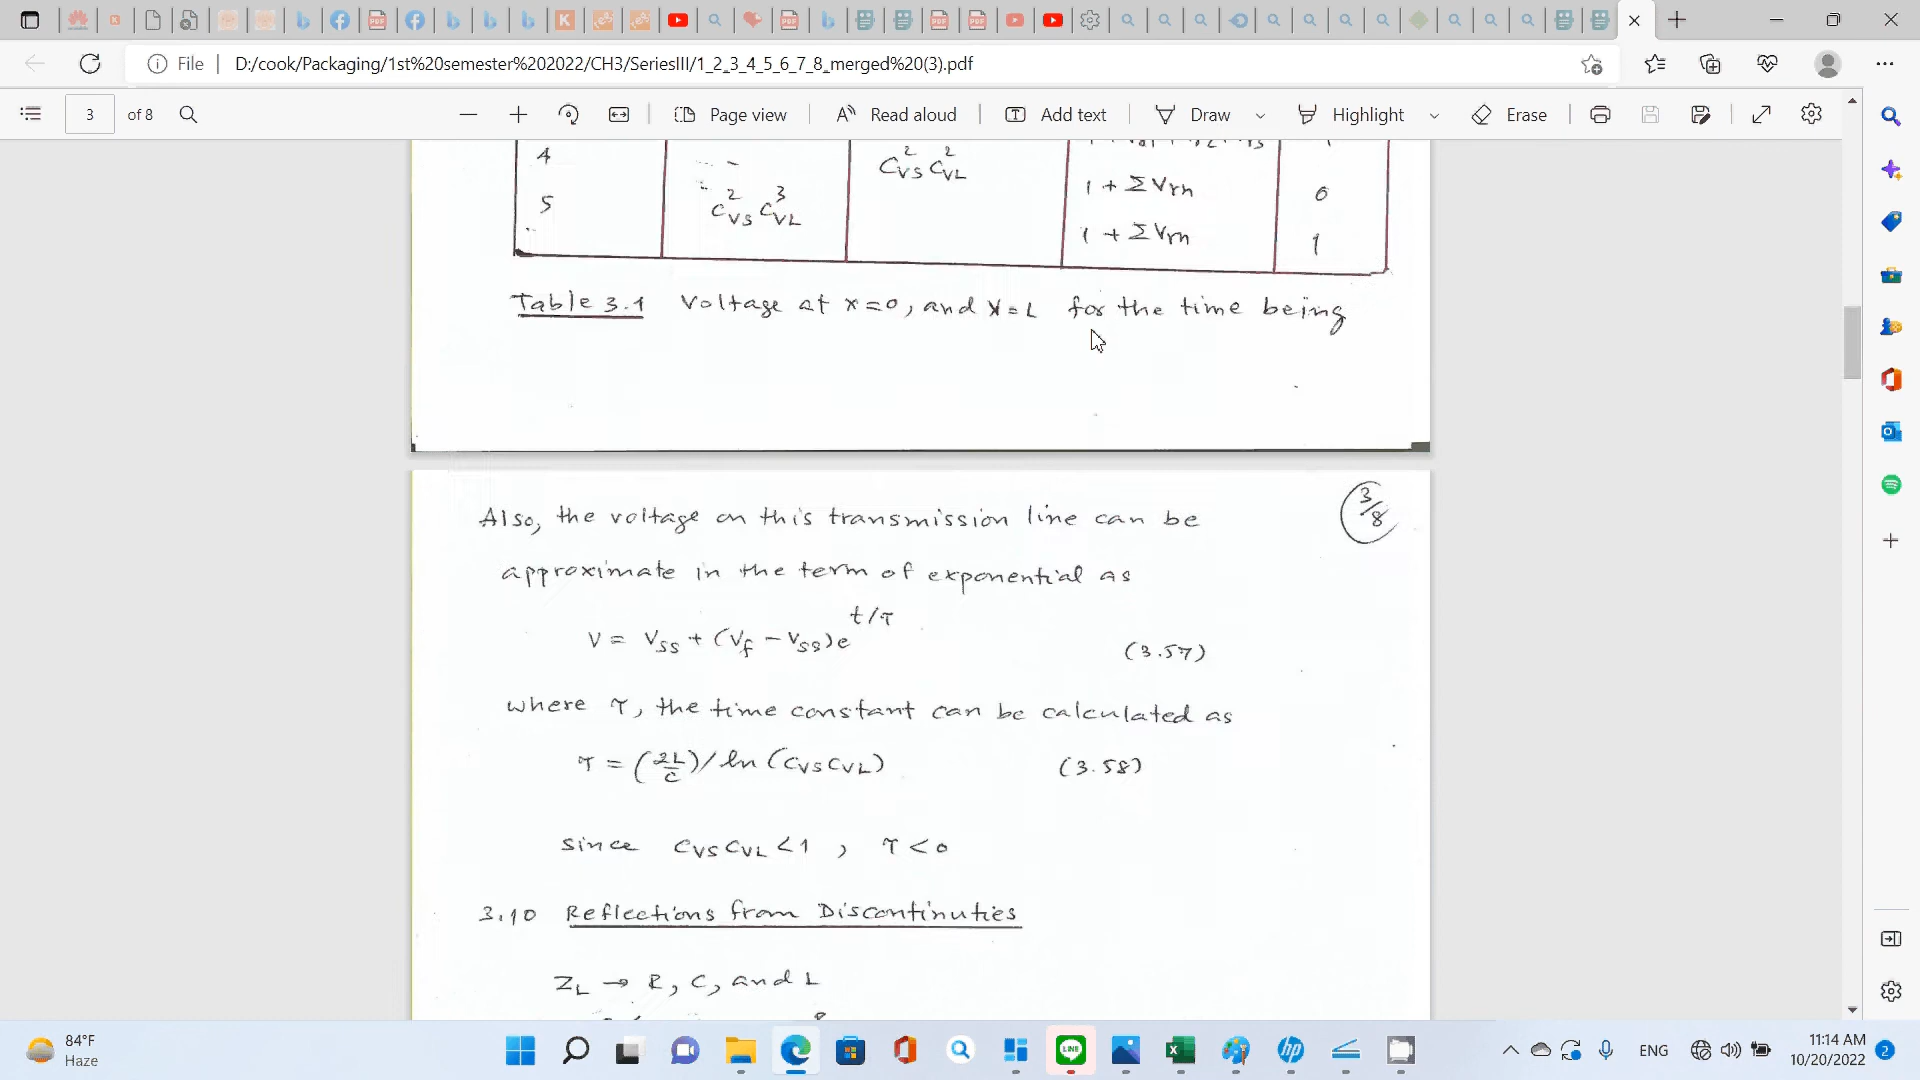 File
D:/cook/Packaging/1st%20semester%202022/CH3/SeriesIII/1_2_3_4_5_6_7_8_merged%20(3).pdf
3 of 8
Page view
Read aloud
Add text
Draw
Highlight
Erase
4
C²VS C²VL
1 + ΣVrn
0
5
C²VS C³VL
1 + ΣVrn
1
Table 3.1 Voltage at x=0, and x=L for the time being
3/8
Also, the voltage on this transmission line can be
approximate in the term of exponential as
V = Vss + (Vf - Vss)e^t/τ (3.57)
where τ, the time constant can be calculated as
τ = (2L/C)/ln(CVS CVL) (3.58)
since CVS CVL < 1, τ < 0
3.10 Reflections from Discontinuties
ZL → R, C, and L
84°F
Haze
ENG
11:14 AM
10/20/2022
2